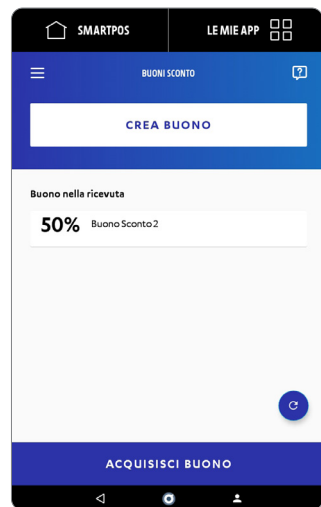 SMARTPOS
LE MIE APP
BUONI SCONTO
CREA BUONO
Buono nella ricevuta
50% Buono Sconto 2
ACQUISISCI BUONO